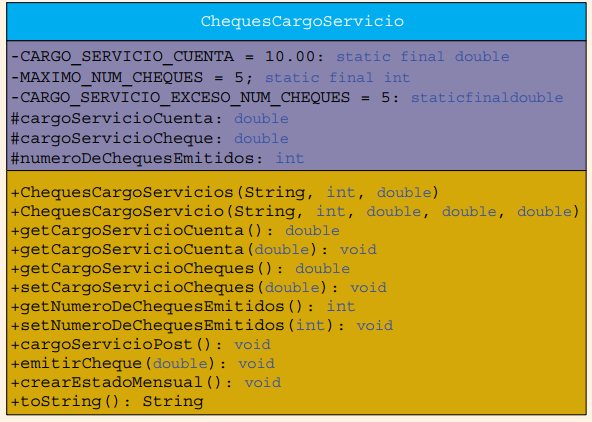 ChequesCargoServicio
-CARGO_SERVICIO_CUENTA = 10.00: static final double
-MAXIMO_NUM_CHEQUES = 5; static final int
-CARGO_SERVICIO_EXCESO_NUM_CHEQUES = 5: staticfinaldouble
#cargoServicioCuenta: double
#cargoServicioCheque: double
#numeroDeChequesEmitidos: int
+ChequesCargoServicios(String, int, double)
+ChequesCargoServicio(String, int, double, double, double)
+getCargoServicioCuenta(): double
+getCargoServicioCuenta(double): void
+getCargoServicioCheques(): double
+setCargoServicioCheques(double): void
+getNumeroDeChequesEmitidos(): int
+setNumeroDeChequesEmitidos(int): void
+cargoServicioPost(): void
+emitirCheque(double): void
+crearEstadoMensual(): void
+toString(): String